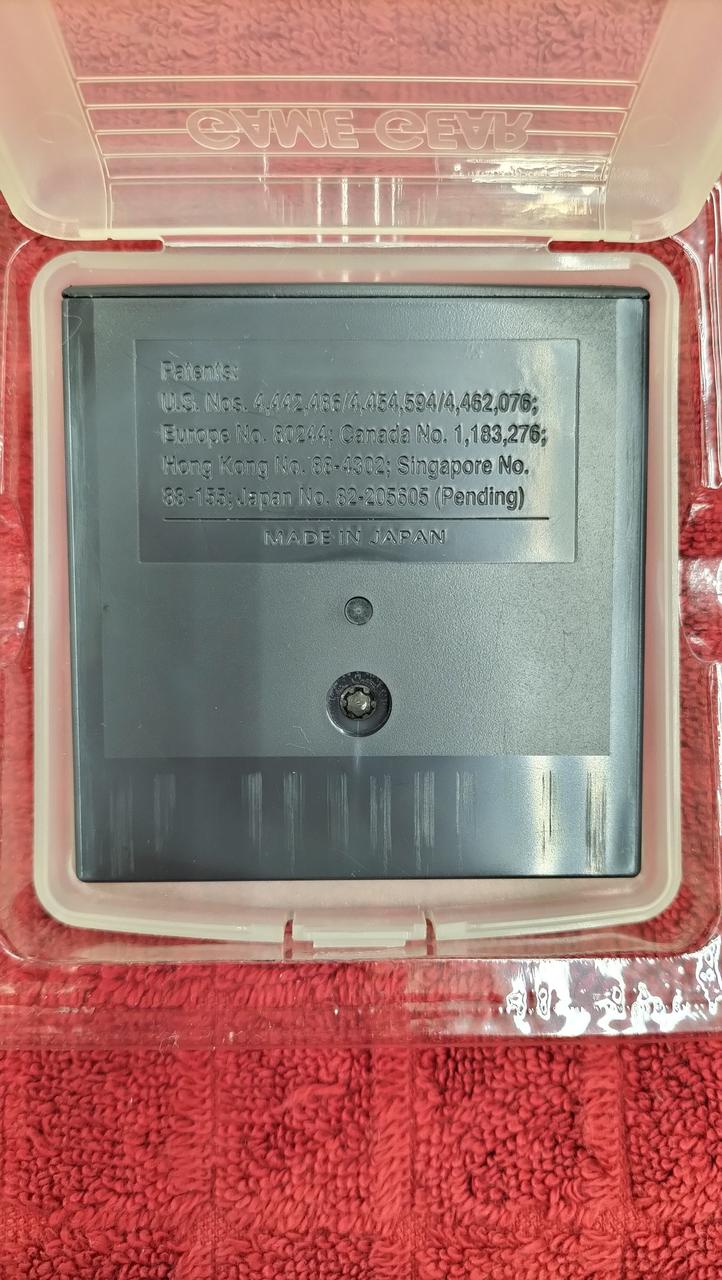 GAME GEAR
Patents:
U.S. Nos. 4,442,486/4,454,594/4,462,076;
Europe No. 80244; Canada No. 1,183,276;
Hong Kong No. 88-4302; Singapore No.
88-155; Japan No. 82-205605 (Pending)
MADE IN JAPAN